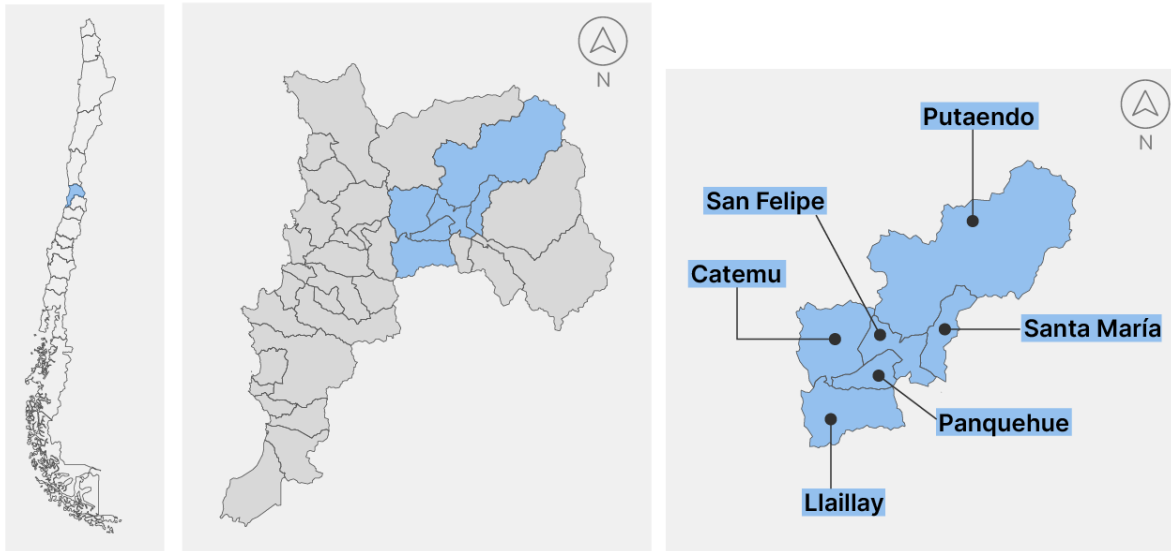 N
N
Putaendo
San Felipe
Catemu
Santa María
Panquehue
Llaillay